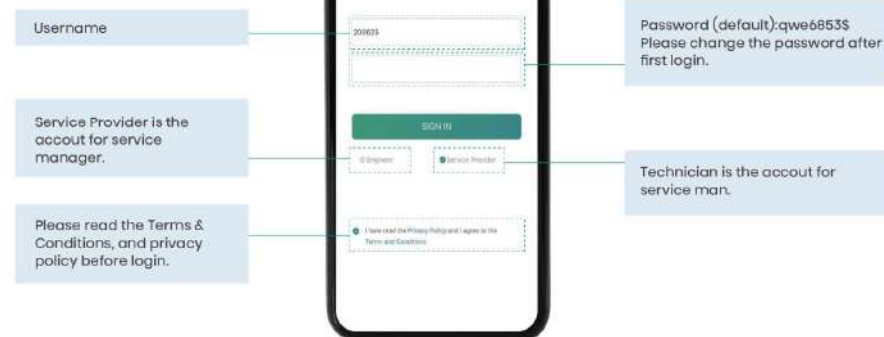 Username
209625
Password (default):qwe6853$
Please change the password after
first login.
Service Provider is the
accout for service
manager.
SIGN IN
Engineer
Service Provider
Technician is the accout for
service man.
Please read the Terms &
Conditions, and privacy
policy before login.
I have read the Privacy Policy and I agree to the
Terms and Conditions